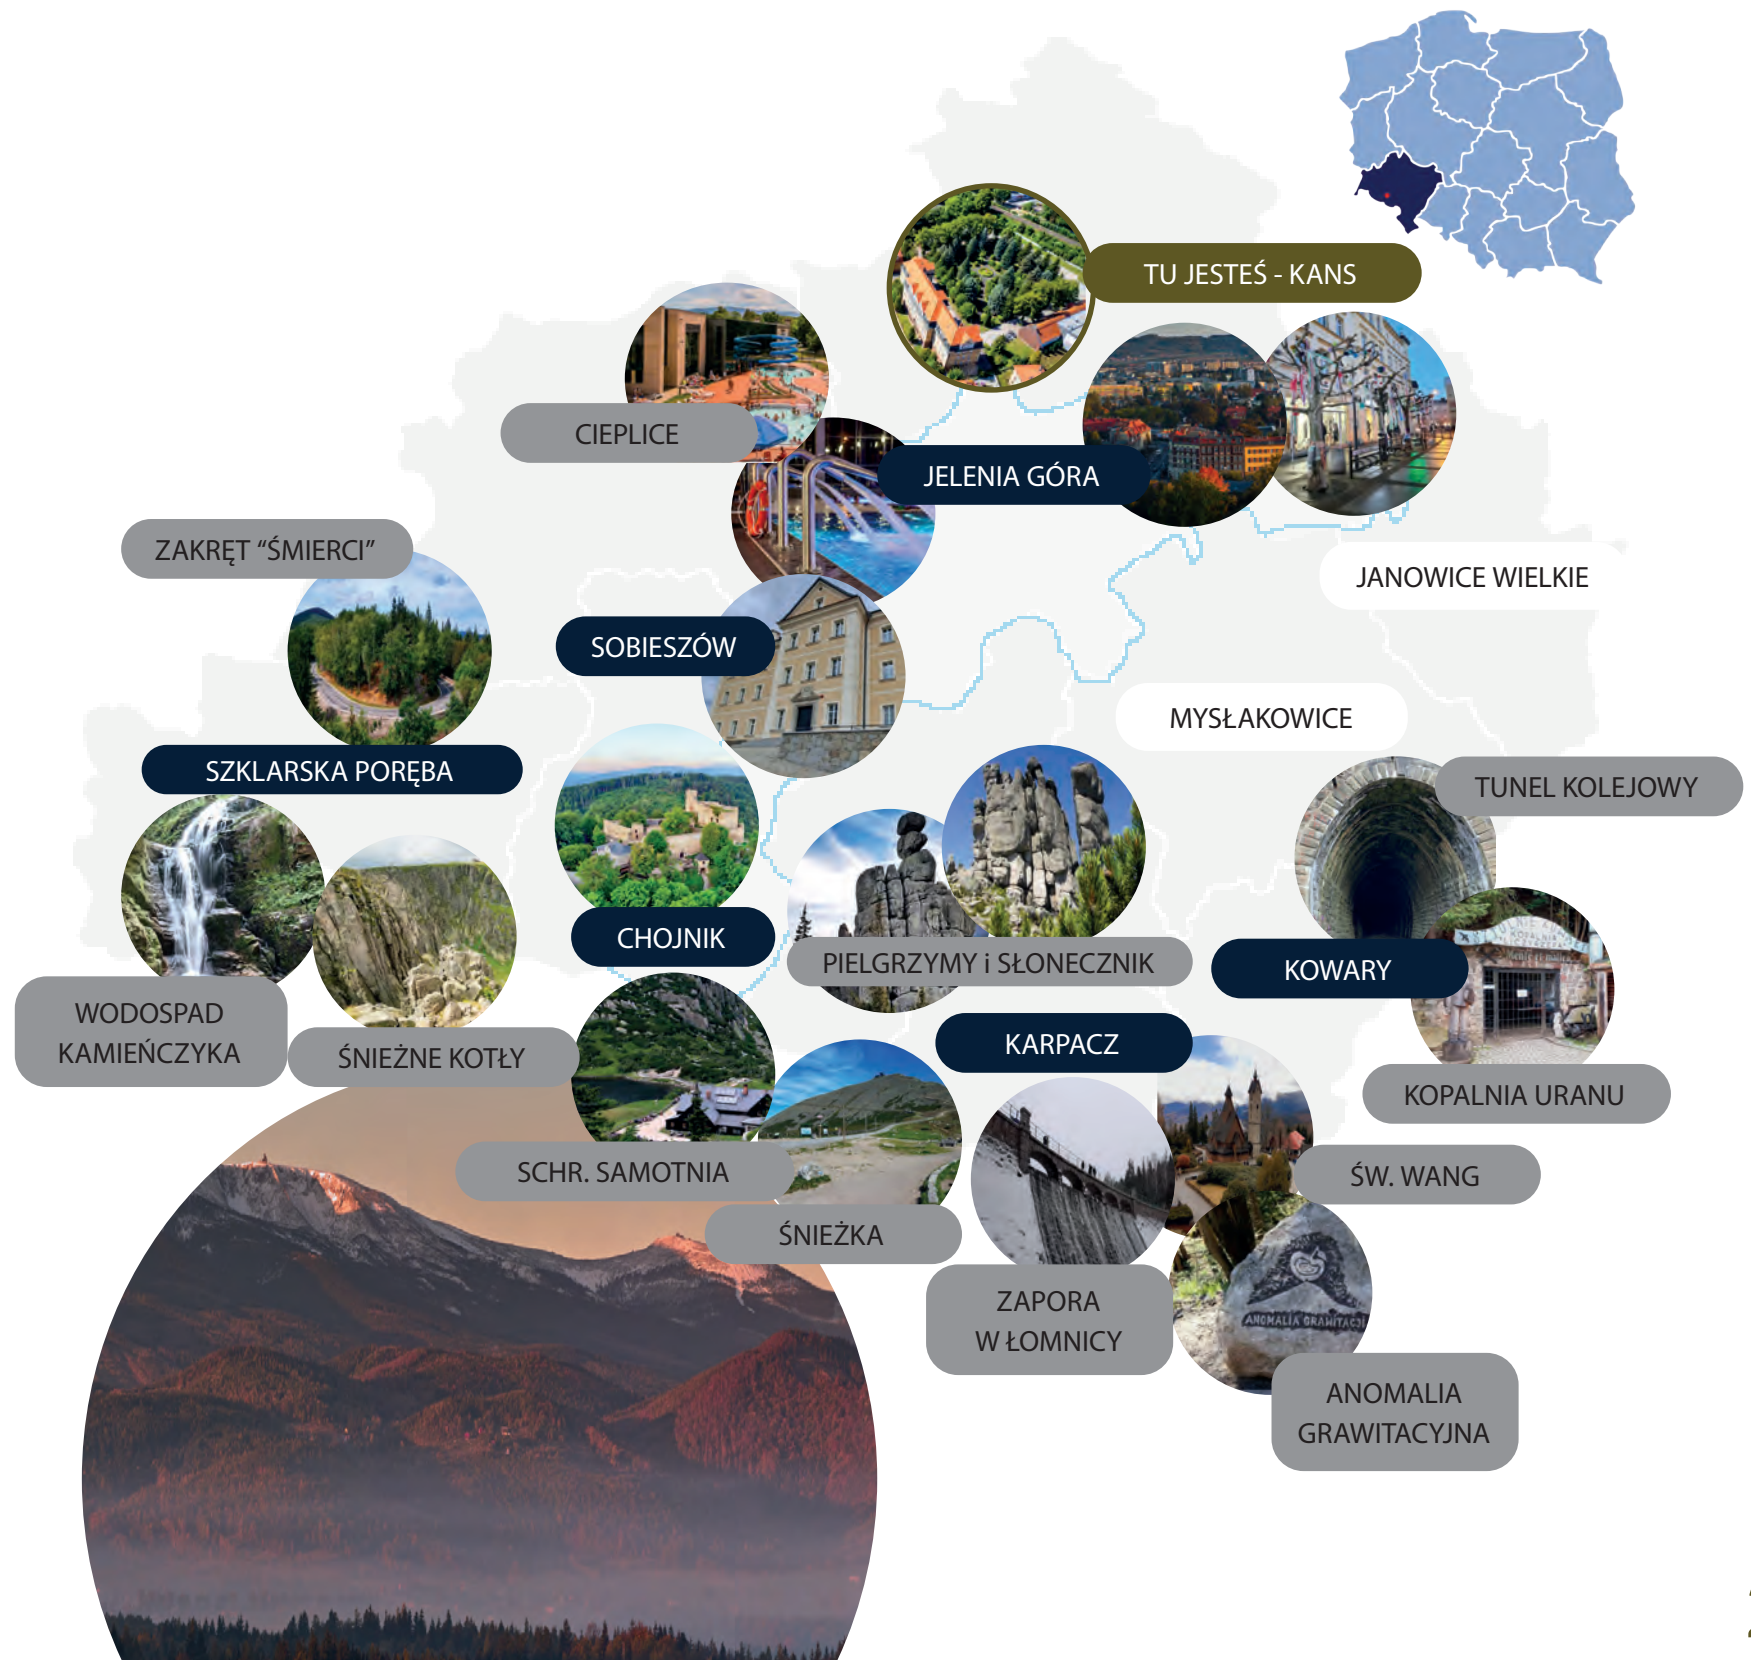 TU JESTEŚ - KANS
CIEPLICE
JELENIA GÓRA
ZAKRĘT “ŚMIERCI”
JANOWICE WIELKIE
SOBIESZÓW
MYSŁAKOWICE
SZKLARSKA PORĘBA
TUNEL KOLEJOWY
CHOJNIK
PIELGRZYMY i SŁONECZNIK
KOWARY
WODOSPAD
KAMIEŃCZYKA
ŚNIEŻNE KOTŁY
KARPACZ
KOPALNIA URANU
SCHR. SAMOTNIA
ŚW. WANG
ŚNIEŻKA
ZAPORA
W ŁOMNICY
ANOMALIA GRAWITACJI
ANOMALIA
GRAWITACYJNA